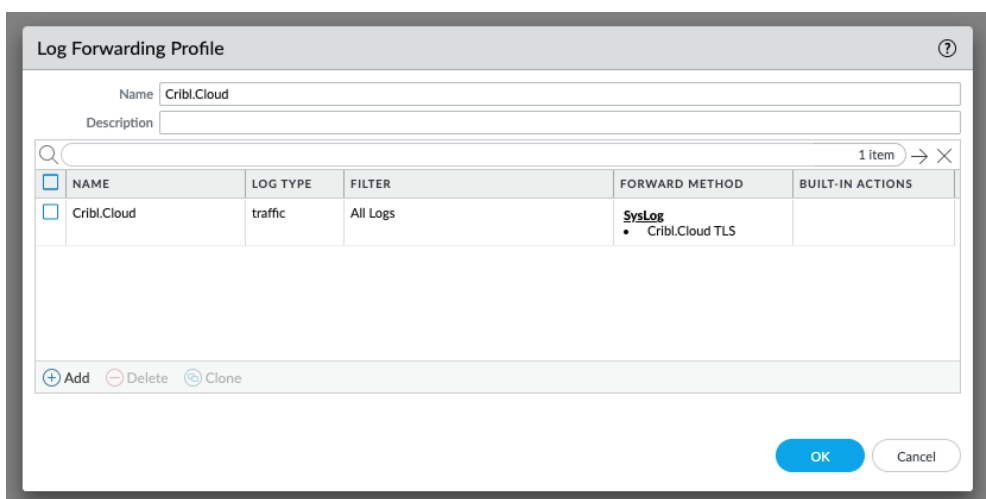 Log Forwarding Profile
Name Cribl.Cloud
Description
1 item
NAME LOG TYPE FILTER FORWARD METHOD BUILT-IN ACTIONS
Cribl.Cloud traffic All Logs SysLog
• Cribl.Cloud TLS
Add Delete Clone
OK Cancel